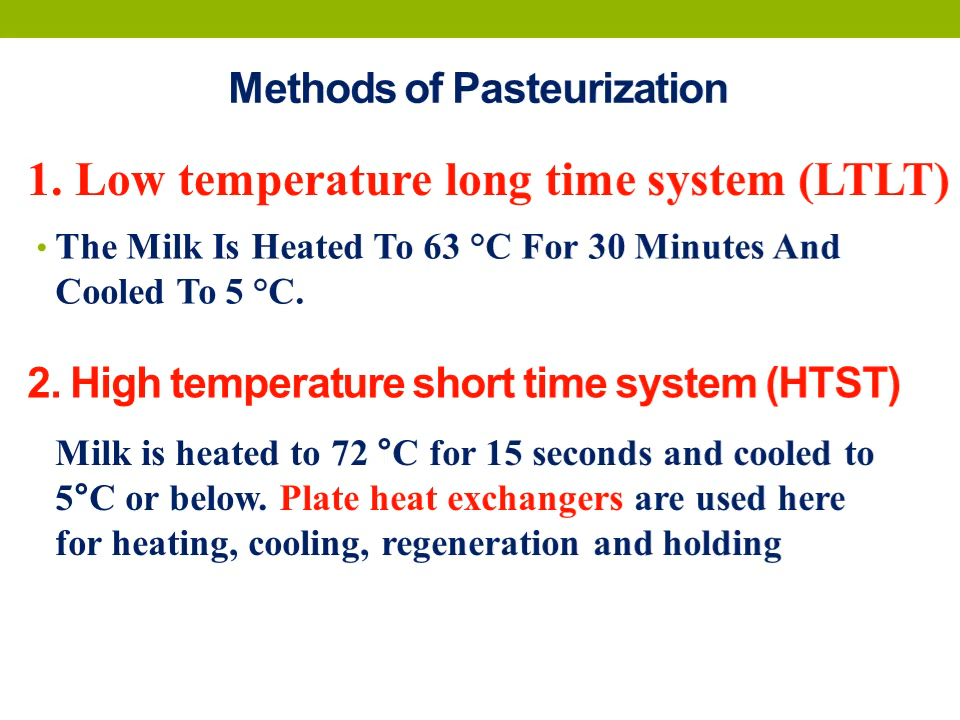 Methods of Pasteurization
1. Low temperature long time system (LTLT)
• The Milk Is Heated To 63 °C For 30 Minutes And
Cooled To 5 °C.
2. High temperature short time system (HTST)
Milk is heated to 72 °C for 15 seconds and cooled to
5°C or below. Plate heat exchangers are used here
for heating, cooling, regeneration and holding